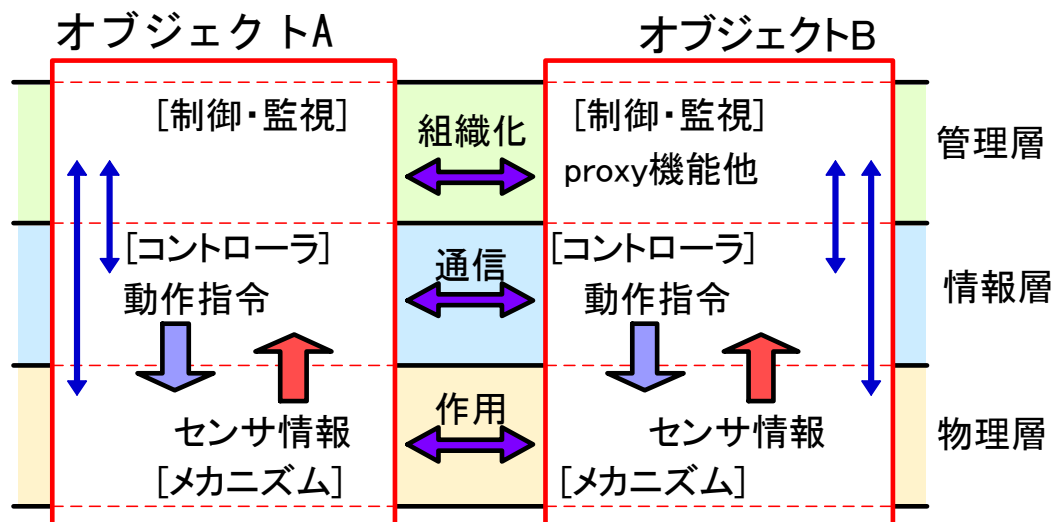 オブジェクトA
オブジェクトB
[制御・監視]
組織化
[制御・監視]
proxy機能他
管理層
[コントローラ]
動作指令
通信
[コントローラ]
動作指令
情報層
センサ情報
[メカニズム]
作用
センサ情報
[メカニズム]
物理層